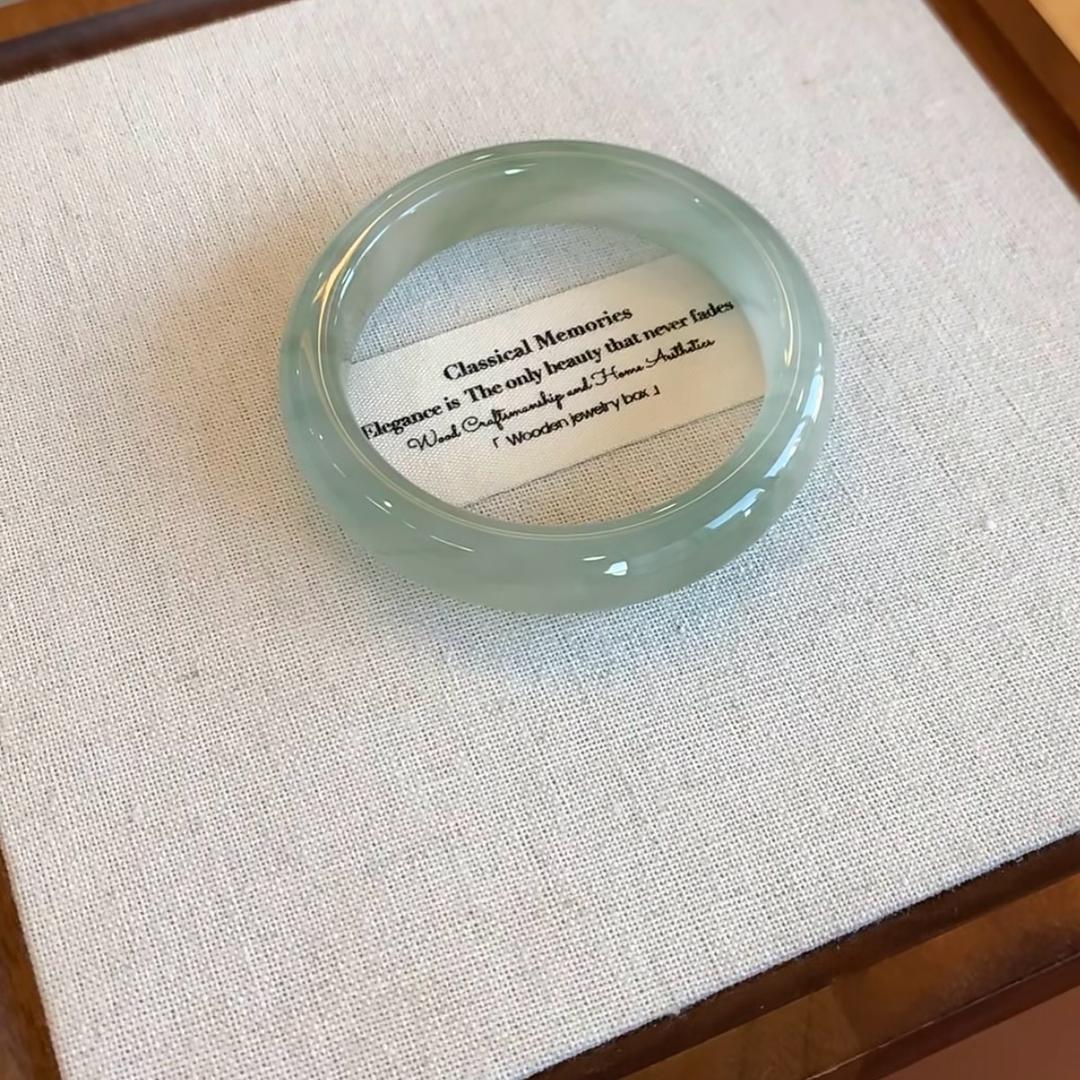 Classical Memories
Elegance is The only beauty that never fades
Wood Craftsmanship and Home Aesthetics
「 Wooden jewelry box 」